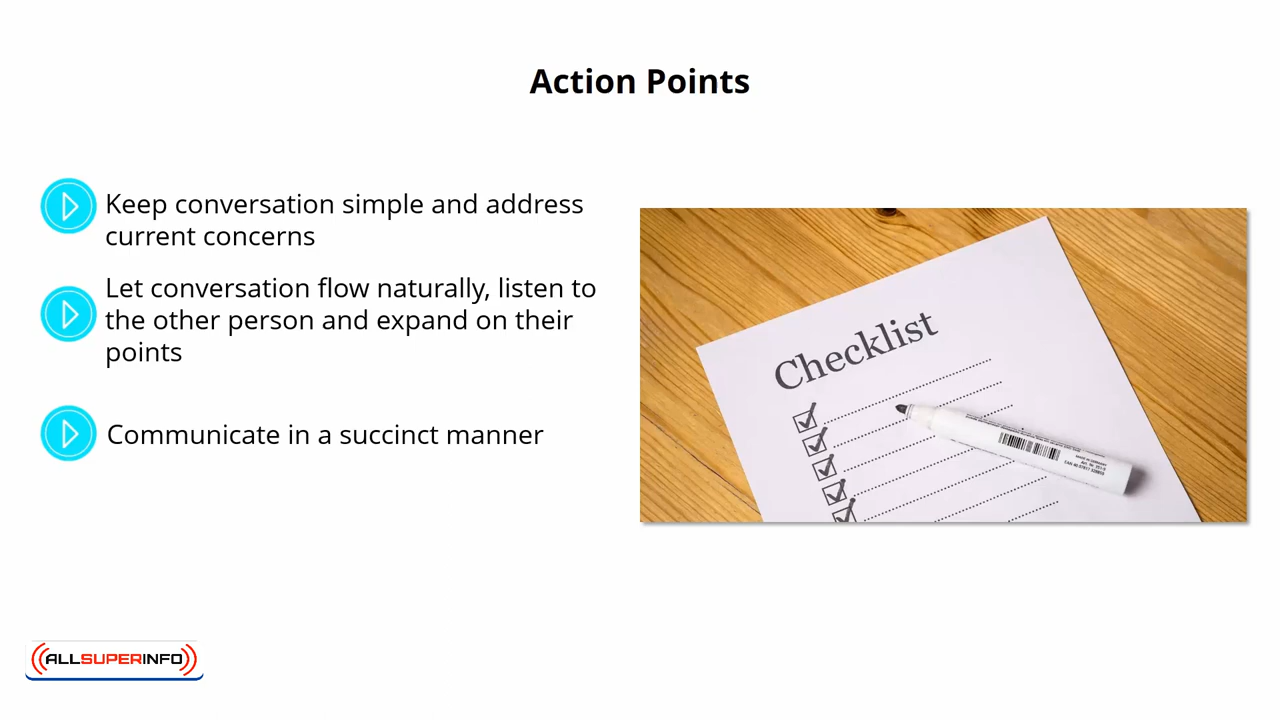 Action Points
Keep conversation simple and address
current concerns
Let conversation flow naturally, listen to
the other person and expand on their
points
Communicate in a succinct manner
Checklist
ALLSUPERINFO